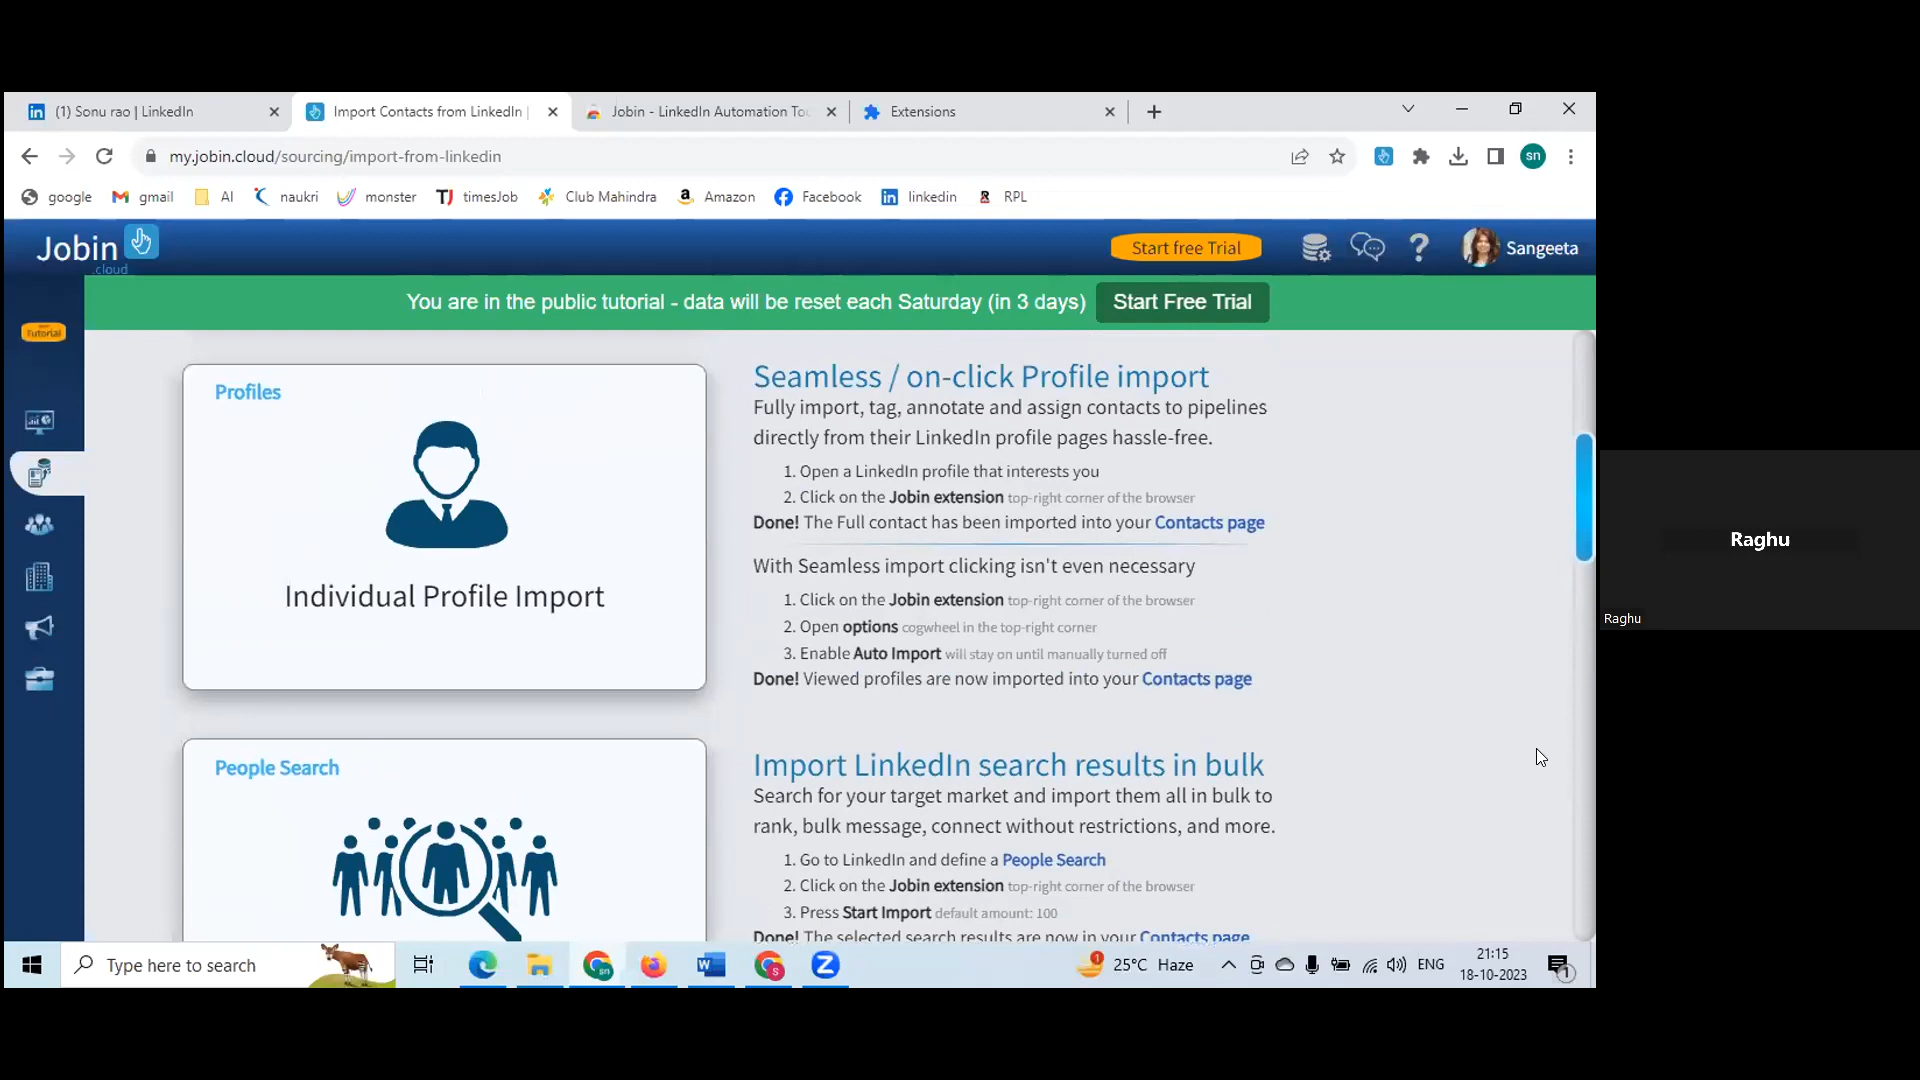 (1) Sonu rao | LinkedIn
Import Contacts from LinkedIn |
Jobin - LinkedIn Automation Too
Extensions
my.jobin.cloud/sourcing/import-from-linkedin
sn
google
gmail
AI
naukri
monster
TJ timesJob
Club Mahindra
Amazon
Facebook
linkedin
RPL
Jobin
.cloud
Start free Trial
Sangeeta
You are in the public tutorial - data will be reset each Saturday (in 3 days)
Start Free Trial
Tutorial
Profiles
Individual Profile Import
Seamless / on-click Profile import
Fully import, tag, annotate and assign contacts to pipelines
directly from their LinkedIn profile pages hassle-free.
1. Open a LinkedIn profile that interests you
2. Click on the Jobin extension top-right corner of the browser
Done! The Full contact has been imported into your Contacts page
With Seamless import clicking isn't even necessary
1. Click on the Jobin extension top-right corner of the browser
2. Open options cogwheel in the top-right corner
3. Enable Auto Import will stay on until manually turned off
Done! Viewed profiles are now imported into your Contacts page
People Search
Import LinkedIn search results in bulk
Search for your target market and import them all in bulk to
rank, bulk message, connect without restrictions, and more.
1. Go to LinkedIn and define a People Search
2. Click on the Jobin extension top-right corner of the browser
3. Press Start Import default amount: 100
Done! The selected search results are now in your Contacts page
Raghu
Raghu
Type here to search
1
25°C Haze
ENG
21:15
18-10-2023
1